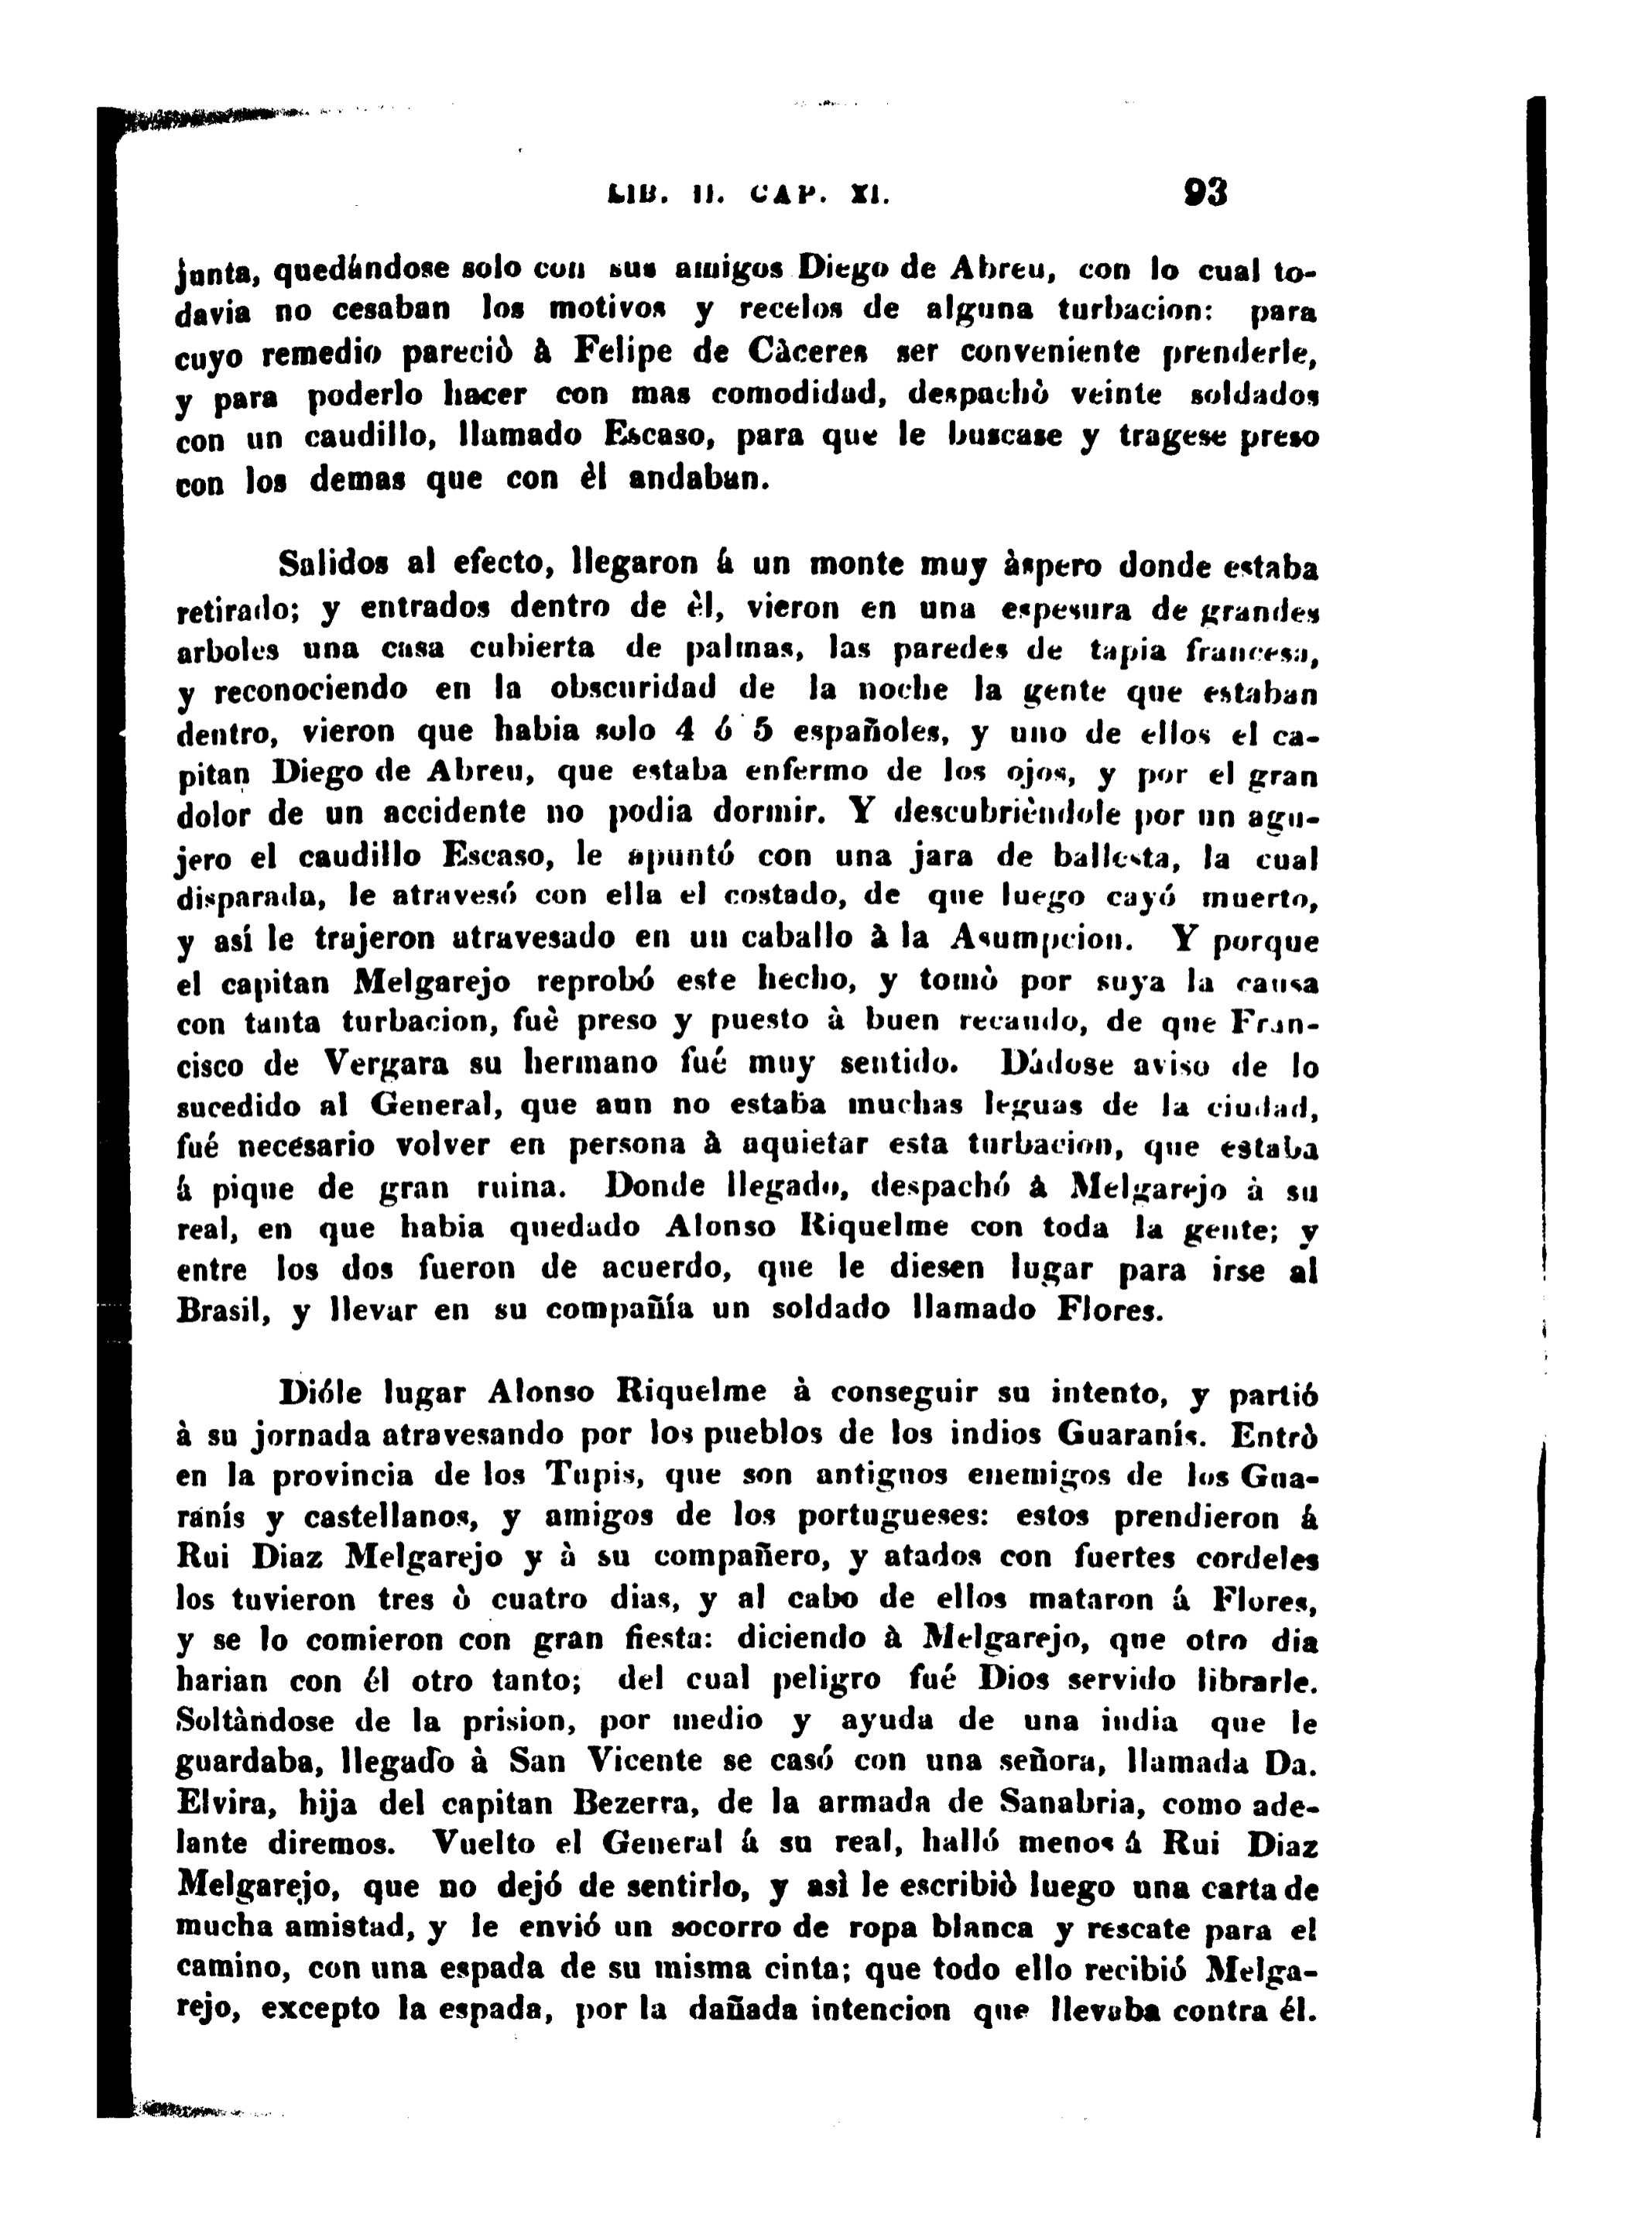 LIB. II. CAP. XI. 93
junta, quedándose solo con sus amigos Diego de Abreu, con lo cual to-
davia no cesaban los motivos y recelos de alguna turbacion: para
cuyo remedio pareciò à Felipe de Càceres ser conveniente prenderle,
y para poderlo hacer con mas comodidad, despachò veinte soldados
con un caudillo, llamado Escaso, para que le buscase y tragese preso
con los demas que con èl andaban.
Salidos al efecto, llegaron á un monte muy àspero donde estaba
retirado; y entrados dentro de èl, vieron en una espesura de grandes
arboles una casa cubierta de palmas, las paredes de tapia francesa,
y reconociendo en la obscuridad de la noche la gente que estaban
dentro, vieron que habia solo 4 ó 5 españoles, y uno de ellos el ca-
pitan Diego de Abreu, que estaba enfermo de los ojos, y por el gran
dolor de un accidente no podia dormir. Y descubrièndole por un agu-
jero el caudillo Escaso, le apuntó con una jara de ballesta, la cual
disparada, le atravesó con ella el costado, de que luego cayó muerto,
y así le trajeron atravesado en un caballo à la Asumpcion. Y porque
el capitan Melgarejo reprobó este hecho, y tomò por suya la causa
con tanta turbacion, fuè preso y puesto à buen recaudo, de que Fran-
cisco de Vergara su hermano fué muy sentido. Dádose aviso de lo
sucedido al General, que aun no estaba muchas leguas de la ciudad,
fué necesario volver en persona à aquietar esta turbacion, que estaba
á pique de gran ruina. Donde llegado, despachó à Melgarejo à su
real, en que habia quedado Alonso Riquelme con toda la gente; y
entre los dos fueron de acuerdo, que le diesen lugar para irse al
Brasil, y llevar en su compañía un soldado llamado Flores.
Dióle lugar Alonso Riquelme à conseguir su intento, y partió
à su jornada atravesando por los pueblos de los indios Guaranís. Entrò
en la provincia de los Tupis, que son antiguos enemigos de los Gua-
ranís y castellanos, y amigos de los portugueses: estos prendieron á
Rui Diaz Melgarejo y à su compañero, y atados con fuertes cordeles
los tuvieron tres ò cuatro dias, y al cabo de ellos mataron á Flores,
y se lo comieron con gran fiesta: diciendo à Melgarejo, que otro dia
harian con él otro tanto; del cual peligro fué Dios servido librarle.
Soltàndose de la prision, por medio y ayuda de una india que le
guardaba, llegado à San Vicente se casó con una señora, llamada Da.
Elvira, hija del capitan Bezerra, de la armada de Sanabria, como ade-
lante diremos. Vuelto el General á su real, halló menos á Rui Diaz
Melgarejo, que no dejó de sentirlo, y asì le escribiò luego una carta de
mucha amistad, y le envió un socorro de ropa blanca y rescate para el
camino, con una espada de su misma cinta; que todo ello recibió Melga-
rejo, excepto la espada, por la dañada intencion que llevaba contra él.